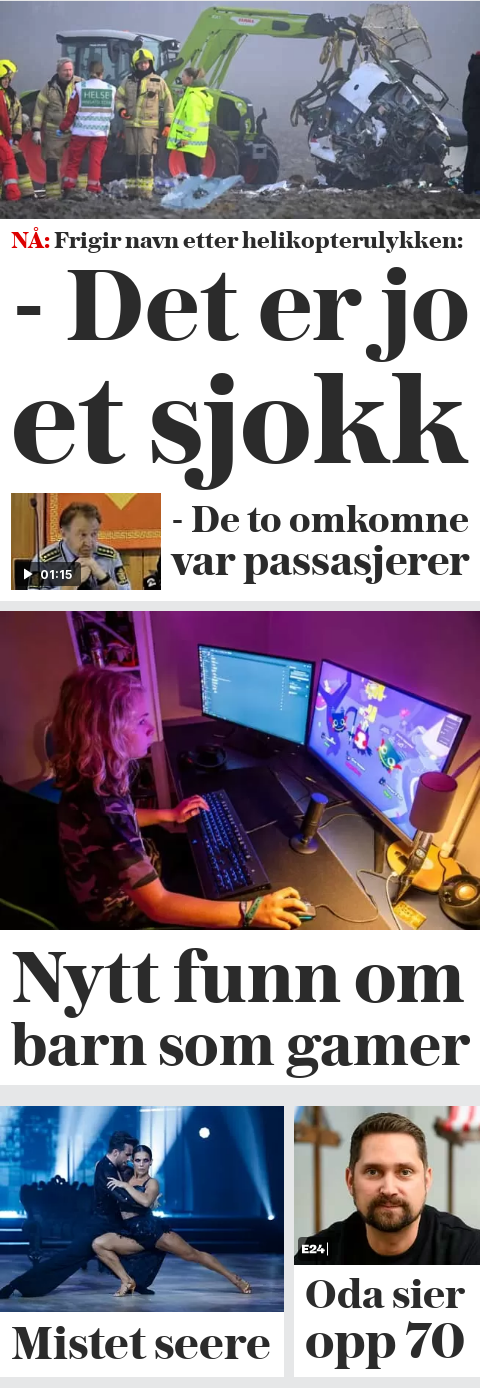 HELSE
NÅ: Frigir navn etter helikopterulykken:
- Det er jo
et sjokk
01:15
- De to omkomne
var passasjerer
Nytt funn om
barn som gamer
Mistet seere
E24
Oda sier
opp 70